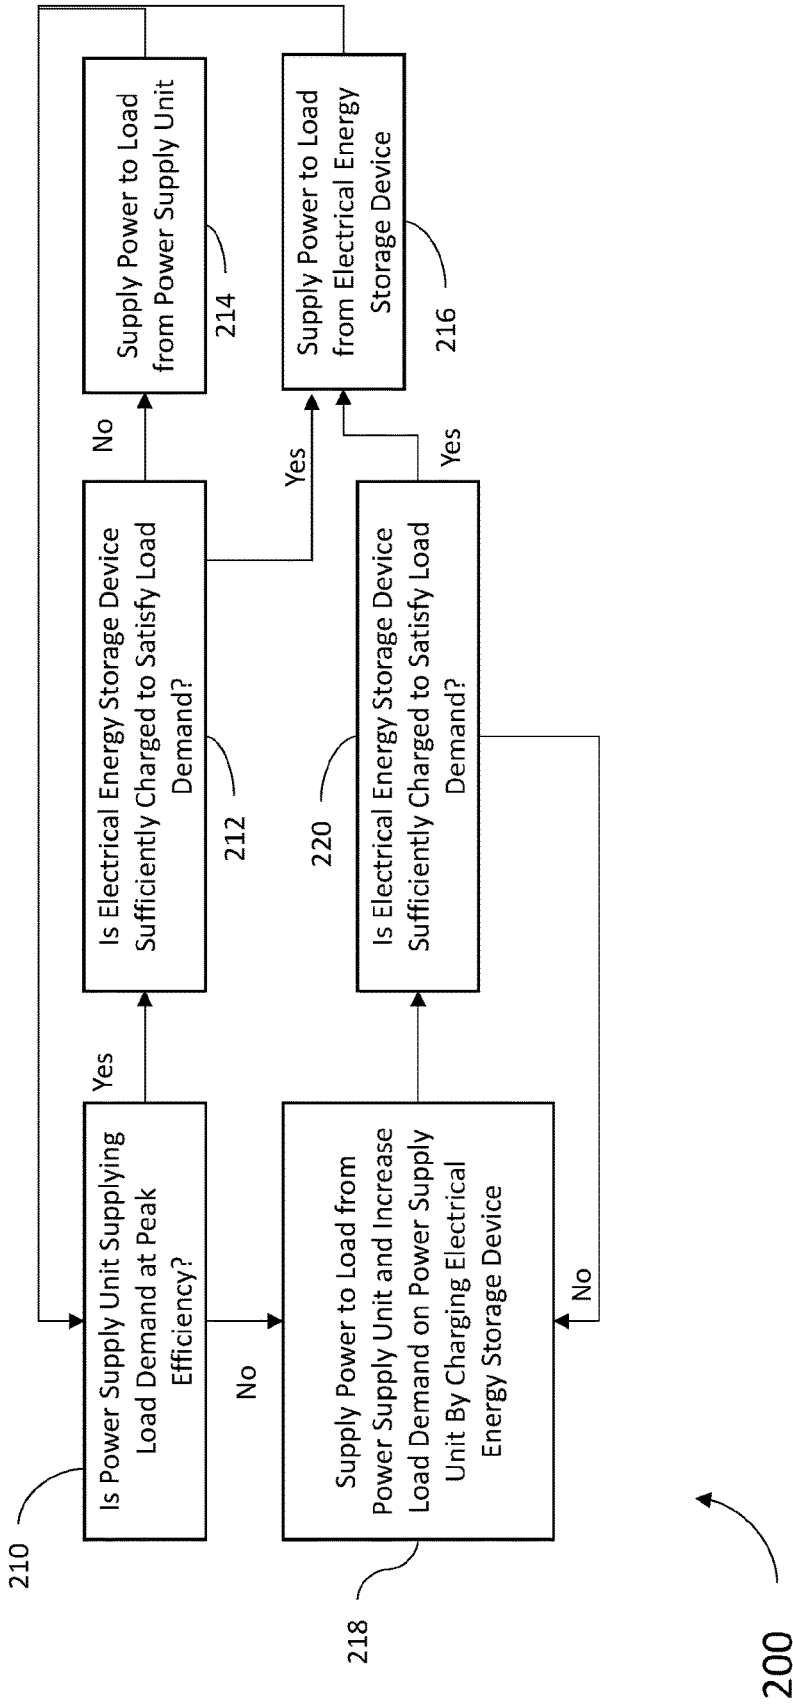 210
Is Power Supply Unit Supplying
Load Demand at Peak
Efficiency?
Yes
No
Is Electrical Energy Storage Device
Sufficiently Charged to Satisfy Load
Demand?
212
No
Yes
Supply Power to Load
from Power Supply Unit
214
218
Supply Power to Load from
Power Supply Unit and Increase
Load Demand on Power Supply
Unit By Charging Electrical
Energy Storage Device
220
Is Electrical Energy Storage Device
Sufficiently Charged to Satisfy Load
Demand?
Yes
No
Supply Power to Load
from Electrical Energy
Storage Device
216
200